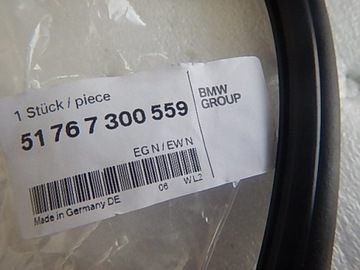 1 Stück / piece
51 76 7 300 559
BMW
GROUP
EG N / EW N
Made in Germany DE
06
WL2